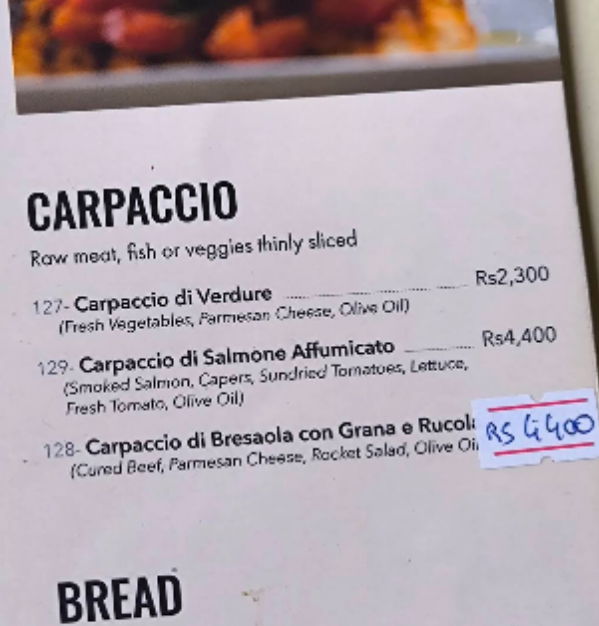 CARPACCIO
Raw meat, fish or veggies thinly sliced
127- Carpaccio di Verdure Rs2,300
(Fresh Vegetables, Parmesan Cheese, Olive Oil)
129- Carpaccio di Salmone Affumicato Rs4,400
(Smoked Salmon, Capers, Sundried Tomatoes, Lettuce,
Fresh Tomato, Olive Oil)
128- Carpaccio di Bresaola con Grana e Rucola RS 4400
(Cured Beef, Parmesan Cheese, Rocket Salad, Olive Oi
BREAD